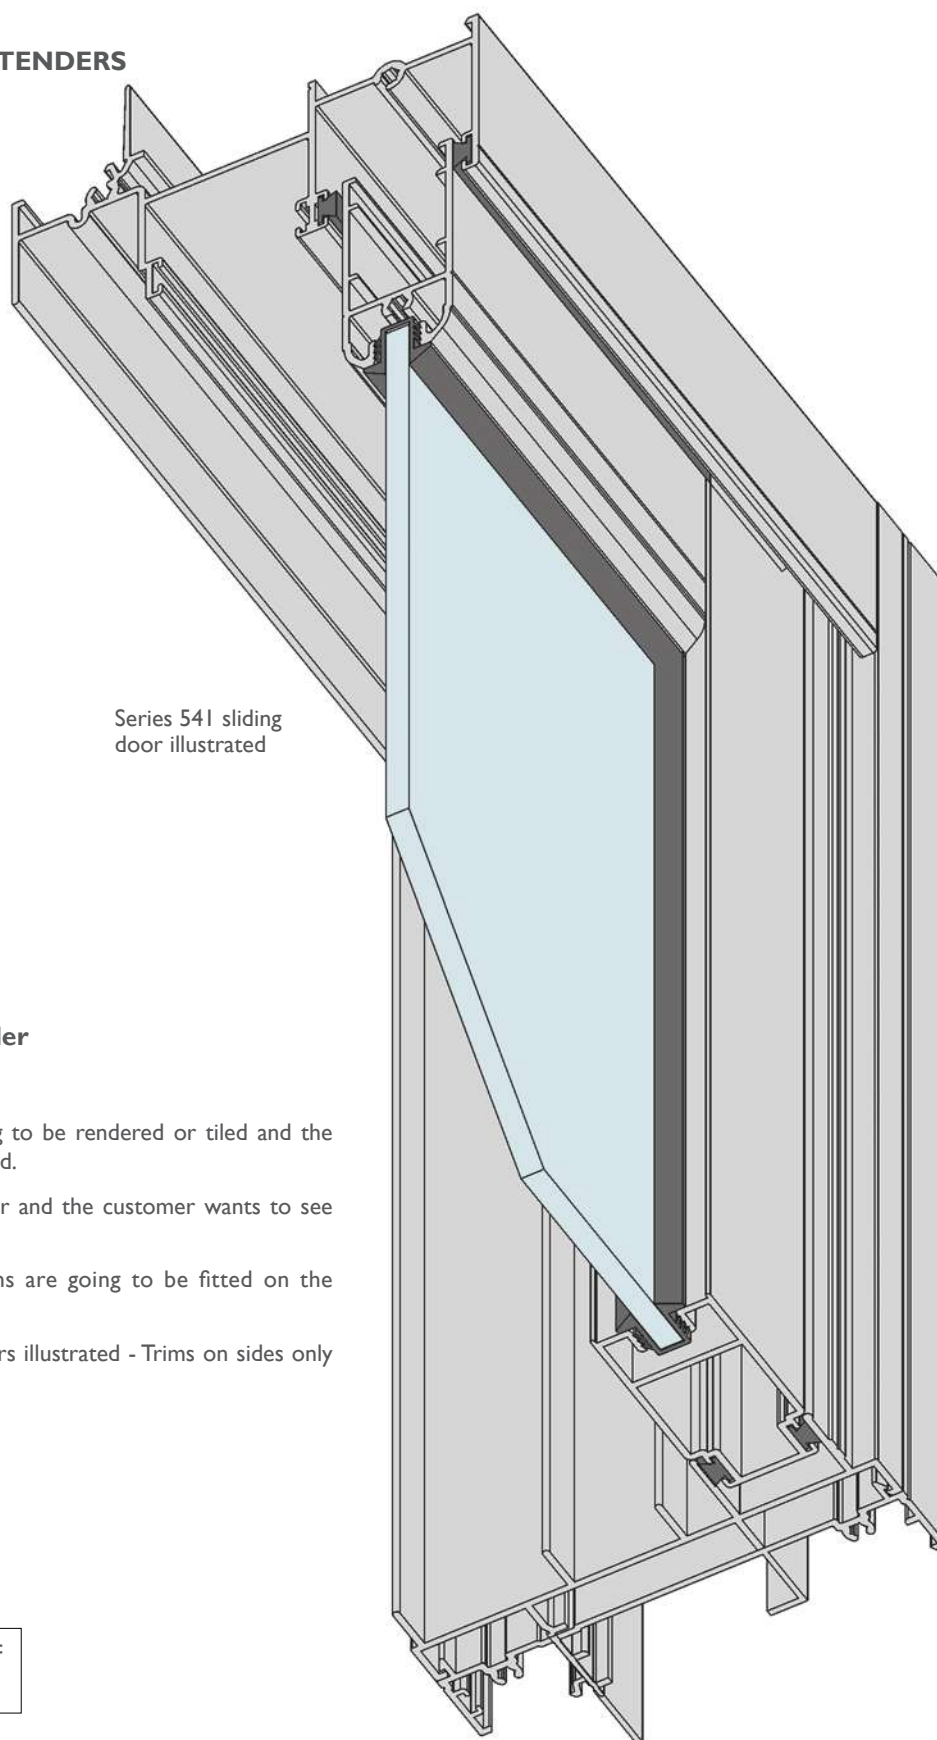 TENDERS
Series 541 sliding
door illustrated
ler
g to be rendered or tiled and the
d.
r and the customer wants to see
ns are going to be fitted on the
rs illustrated - Trims on sides only
: